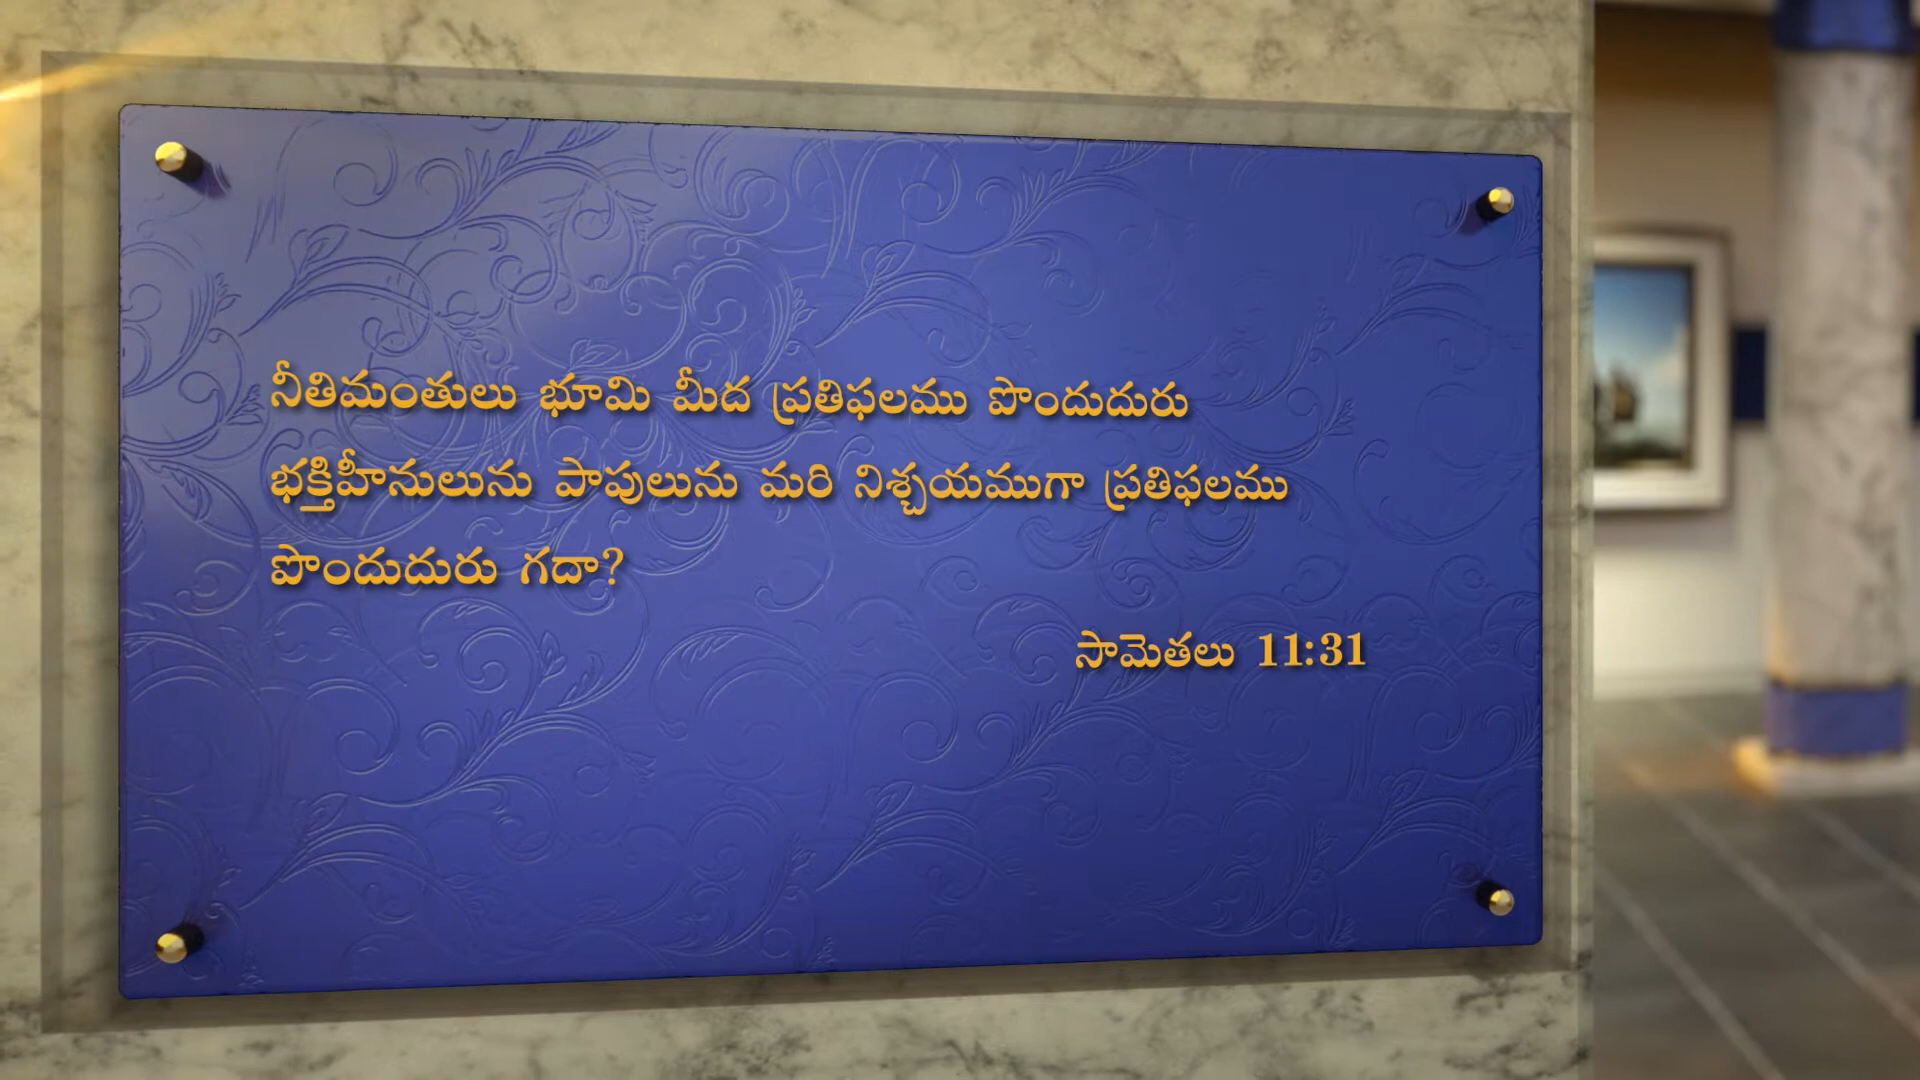 నీతిమంతులు భూమి మీద ప్రతిఫలము పొందుదురు
భక్తిహీనులును పాపులును మరి నిశ్చయముగా ప్రతిఫలము
పొందుదురు గదా?
సామెతలు 11:31